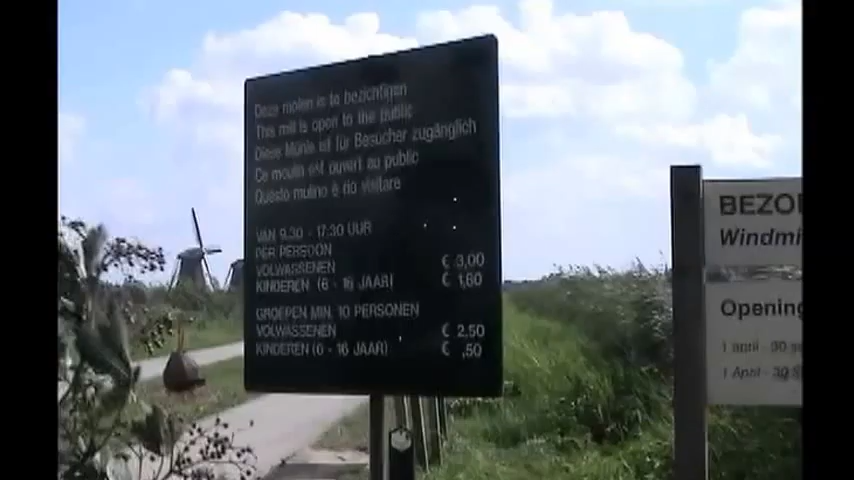 Deze molen is te bezichtigen
This mill is open to the public
Diese Mühle ist für Besucher zugänglich
Ce moulin est ouvert au public
Questo mulino è da visitare
VAN 9.30 - 17.30 UUR
PER PERSOON
VOLWASSENEN € 3,00
KINDEREN (6 - 16 JAAR) € 1,60
GROEPEN MIN. 10 PERSONEN
VOLWASSENEN € 2,50
KINDEREN (6 - 16 JAAR) € ,50
BEZO
Windmi
Opening
1 april - 30 se
1 April - 30 S